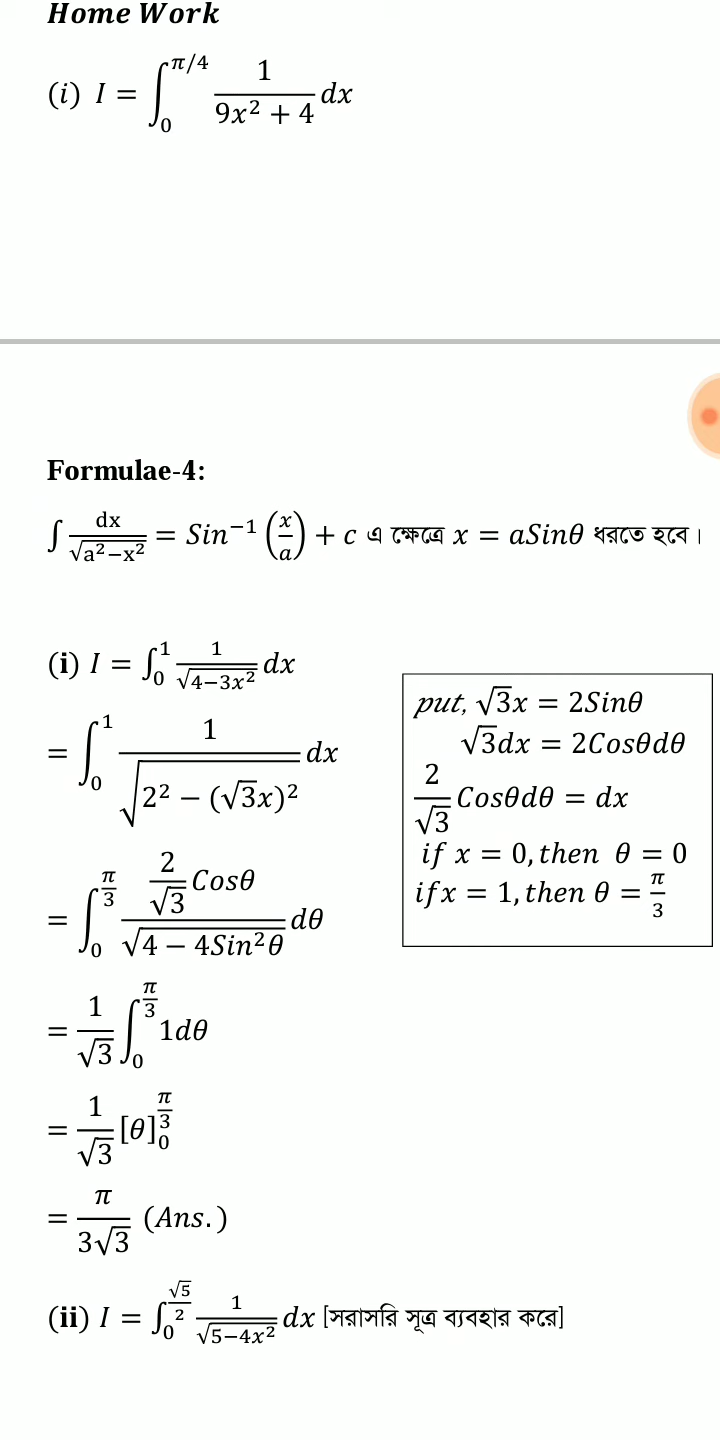 Home Work
(i) I = ∫₀^{π/4} 1/(9x² + 4) dx
Formulae-4:
∫ dx/√(a²−x²) = Sin⁻¹ (x/a) + c এ ক্ষেত্রে x = aSinθ ধরতে হবে।
(i) I = ∫₀¹ 1/√(4−3x²) dx
= ∫₀¹ 1/√(2² − (√3x)²) dx
= ∫₀^{π/3} (2/√3 Cosθ)/√(4 − 4Sin²θ) dθ
= 1/√3 ∫₀^{π/3} 1dθ
= 1/√3 [θ]₀^{π/3}
= π/(3√3) (Ans.)
put, √3x = 2Sinθ
√3dx = 2Cosθdθ
2/√3 Cosθdθ = dx
if x = 0, then θ = 0
ifx = 1, then θ = π/3
(ii) I = ∫₀^{√5/2} 1/√(5−4x²) dx [সরাসরি সূত্র ব্যবহার করে]